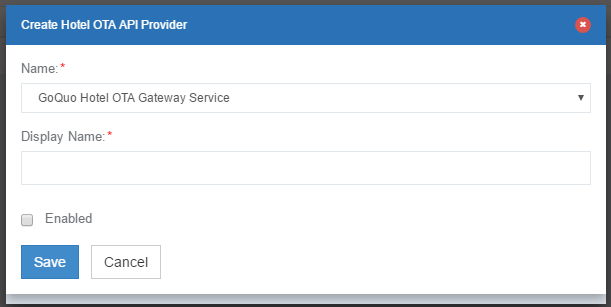 Create Hotel OTA API Provider
Name:*
GoQuo Hotel OTA Gateway Service
Display Name:*
Enabled
Save Cancel